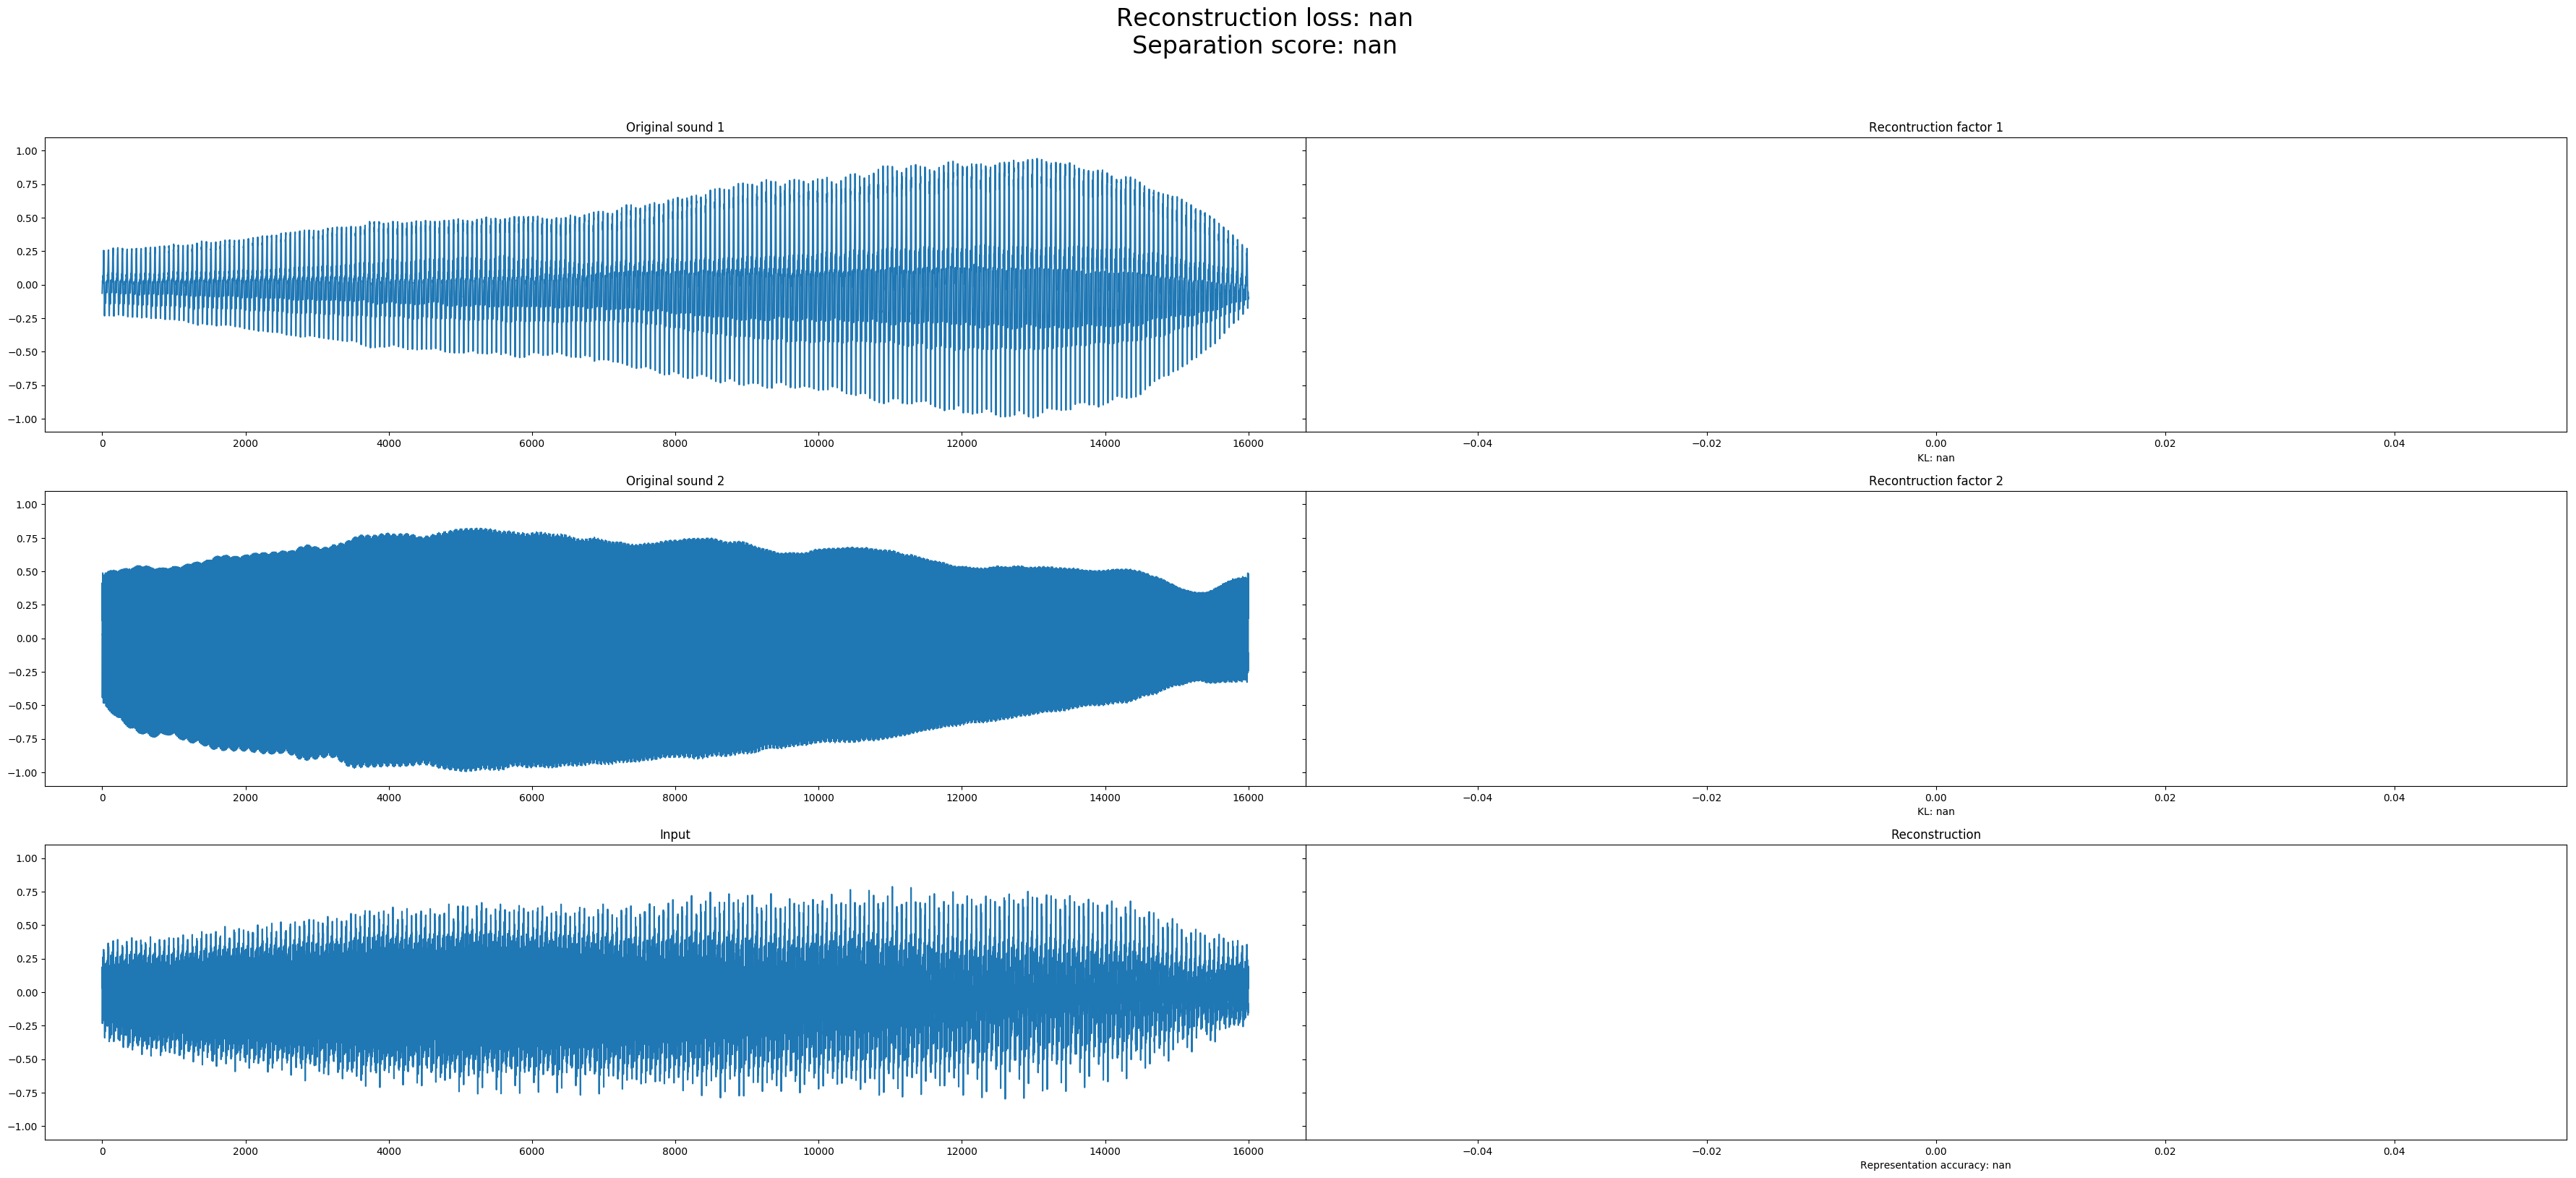 Reconstruction loss: nan
Separation score: nan
Original sound 1
Recontruction factor 1
1.00
0.75
0.50
0.25
0.00
−0.25
−0.50
−0.75
−1.00
0 2000 4000 6000 8000 10000 12000 14000 16000
−0.04 −0.02 0.00 0.02 0.04
KL: nan
Original sound 2
Recontruction factor 2
1.00
0.75
0.50
0.25
0.00
−0.25
−0.50
−0.75
−1.00
0 2000 4000 6000 8000 10000 12000 14000 16000
−0.04 −0.02 0.00 0.02 0.04
KL: nan
Input
Reconstruction
1.00
0.75
0.50
0.25
0.00
−0.25
−0.50
−0.75
−1.00
0 2000 4000 6000 8000 10000 12000 14000 16000
−0.04 −0.02 0.00 0.02 0.04
Representation accuracy: nan